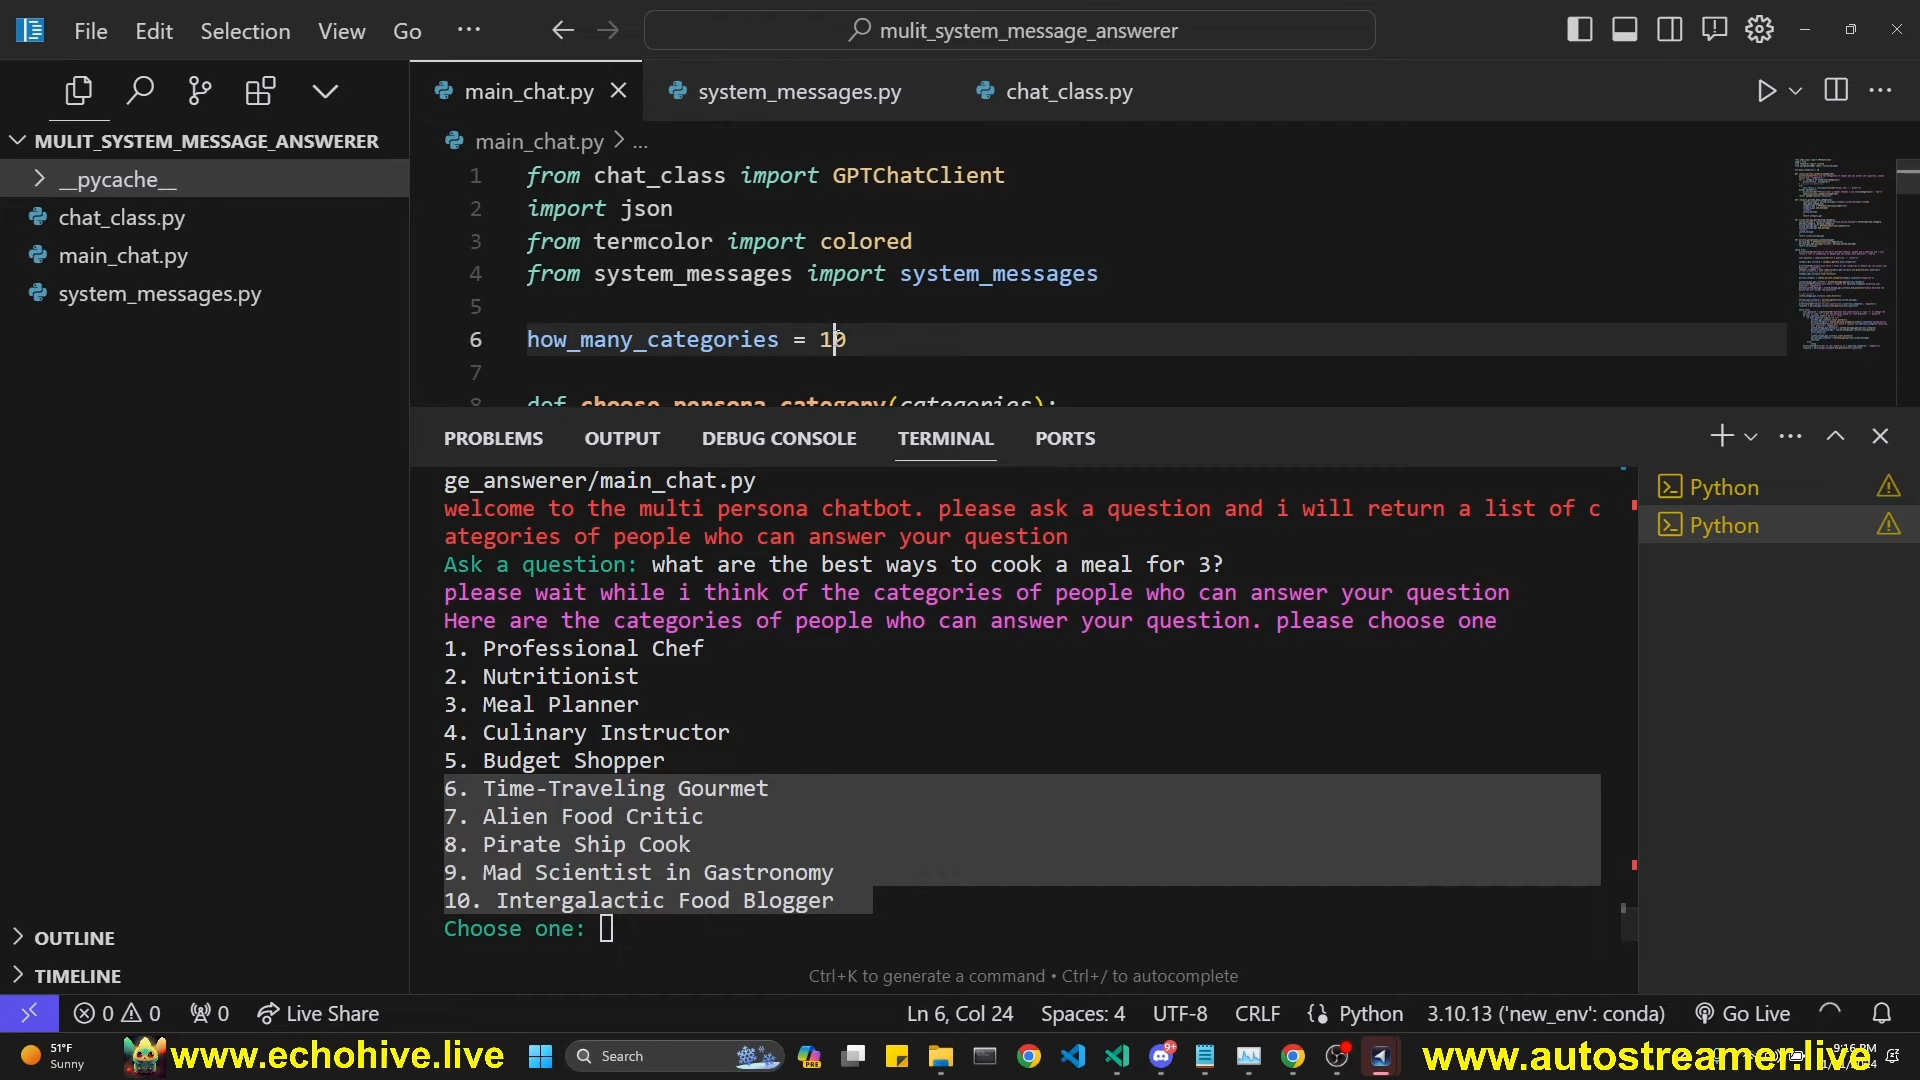 File Edit Selection View Go ... mulit_system_message_answerer
main_chat.py system_messages.py chat_class.py
MULIT_SYSTEM_MESSAGE_ANSWERER
__pycache__
chat_class.py
main_chat.py
system_messages.py
OUTLINE
TIMELINE
main_chat.py > ...
1 from chat_class import GPTChatClient
2 import json
3 from termcolor import colored
4 from system_messages import system_messages
5
6 how_many_categories = 10
7
8 def choose_persona_category(categories):
PROBLEMS OUTPUT DEBUG CONSOLE TERMINAL PORTS
ge_answerer/main_chat.py
welcome to the multi persona chatbot. please ask a question and i will return a list of c
ategories of people who can answer your question
Ask a question: what are the best ways to cook a meal for 3?
please wait while i think of the categories of people who can answer your question
Here are the categories of people who can answer your question. please choose one
1. Professional Chef
2. Nutritionist
3. Meal Planner
4. Culinary Instructor
5. Budget Shopper
6. Time-Traveling Gourmet
7. Alien Food Critic
8. Pirate Ship Cook
9. Mad Scientist in Gastronomy
10. Intergalactic Food Blogger
Choose one:
Ctrl+K to generate a command • Ctrl+/ to autocomplete
Python
Python
0 0 0 Live Share Ln 6, Col 24 Spaces: 4 UTF-8 CRLF Python 3.10.13 ('new_env': conda) Go Live
51°F
Sunny
www.echohive.live
Search
PRE
9+
www.autostreamer.live
9:16 PM